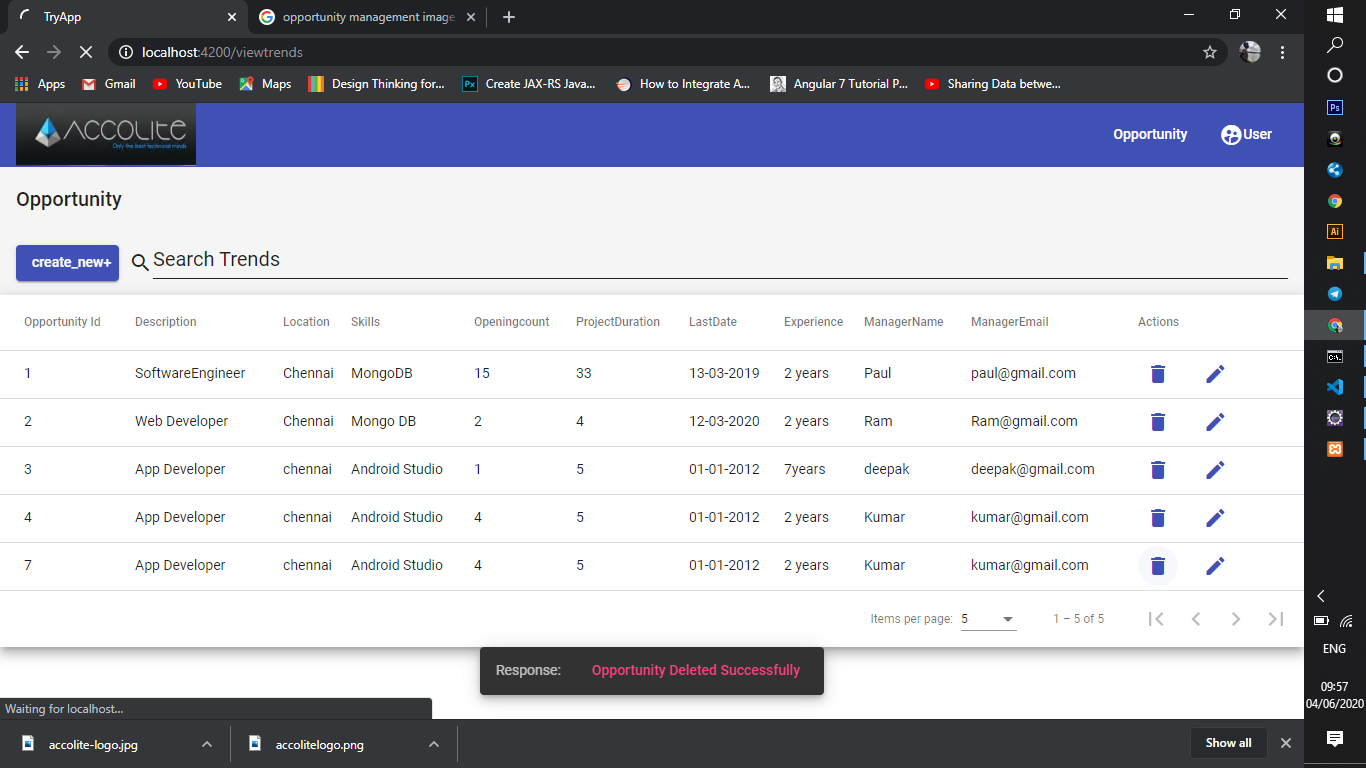 TryApp
opportunity management image
localhost:4200/viewtrends
Apps Gmail YouTube Maps Design Thinking for... Create JAX-RS Java... How to Integrate A... Angular 7 Tutorial P... Sharing Data betwe...
ACCOLITE
Only the best technical minds
Opportunity User
Opportunity
create_new+ Search Trends
Opportunity Id Description Location Skills Openingcount ProjectDuration LastDate Experience ManagerName ManagerEmail Actions
1 SoftwareEngineer Chennai MongoDB 15 33 13-03-2019 2 years Paul paul@gmail.com
2 Web Developer Chennai Mongo DB 2 4 12-03-2020 2 years Ram Ram@gmail.com
3 App Developer chennai Android Studio 1 5 01-01-2012 7years deepak deepak@gmail.com
4 App Developer chennai Android Studio 4 5 01-01-2012 2 years Kumar kumar@gmail.com
7 App Developer chennai Android Studio 4 5 01-01-2012 2 years Kumar kumar@gmail.com
Items per page: 5 1 – 5 of 5
Response: Opportunity Deleted Successfully
Waiting for localhost...
accolite-logo.jpg accolitelogo.png Show all
Ps
Ai
ENG
09:57
04/06/2020